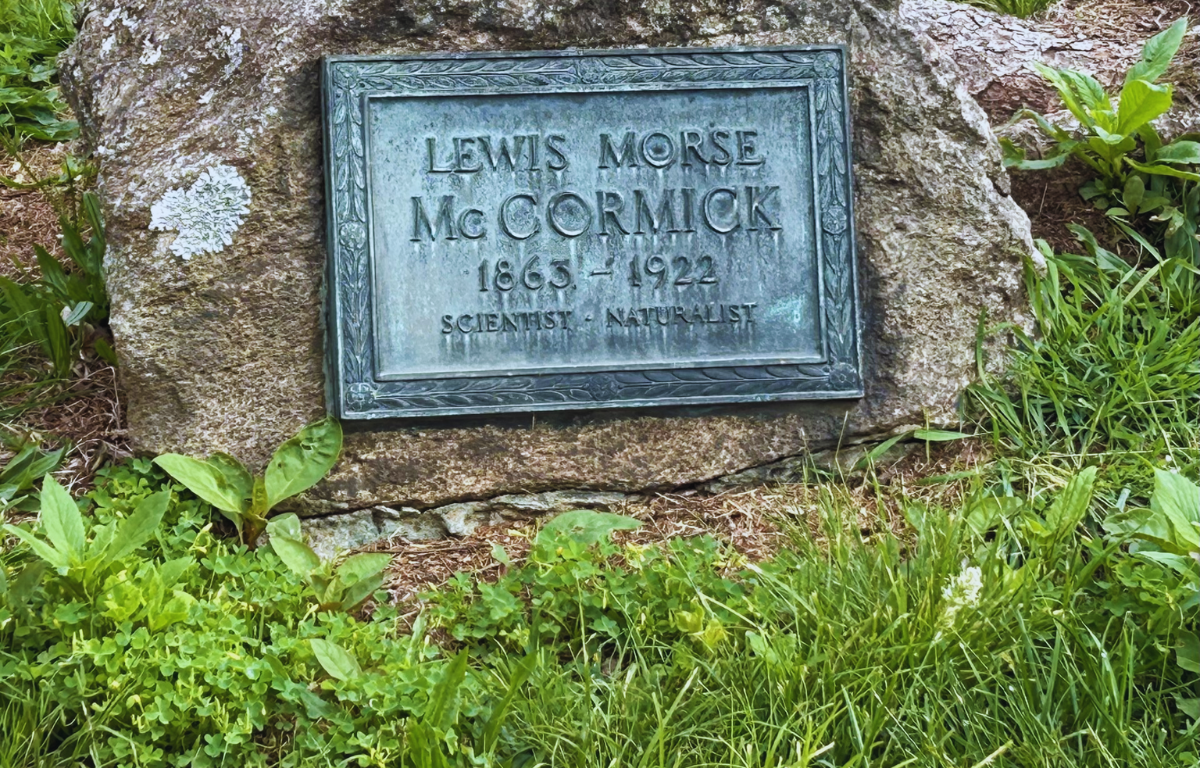 LEWIS MORSE
McCORMICK
1863 - 1922
SCIENTIST · NATURALIST